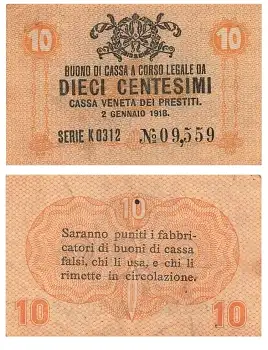 10 10
BUONO DI CASSA A CORSO LEGALE DA
DIECI CENTESIMI
CASSA VENETA DEI PRESTITI.
2 GENNAIO 1918.
SERIE K0312 No 09,559
10
Saranno puniti i fabbri-
catori di buoni di cassa
falsi, chi li usa, e chi li
rimette in circolazione.
10 10